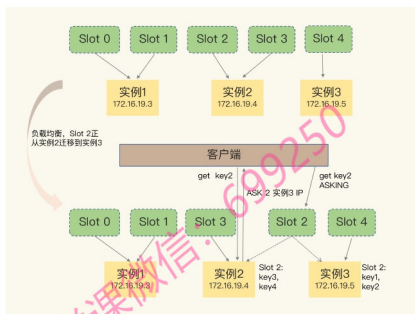 Slot 0 Slot 1 Slot 2 Slot 3 Slot 4
实例1
172.16.19.3
实例2
172.16.19.4
实例3
172.16.19.5
负载均衡,Slot 2正
从实例2迁移到实例3
客户端
get key2
ASK 2 实例3 IP
get key2
ASKING
Slot 0 Slot 1 Slot 3 Slot 2 Slot 4
实例1
172.16.19.3
实例2
172.16.19.4
Slot 2:
key3,
key4
实例3
172.16.19.5
Slot 2:
key1,
key2
课微信:699250